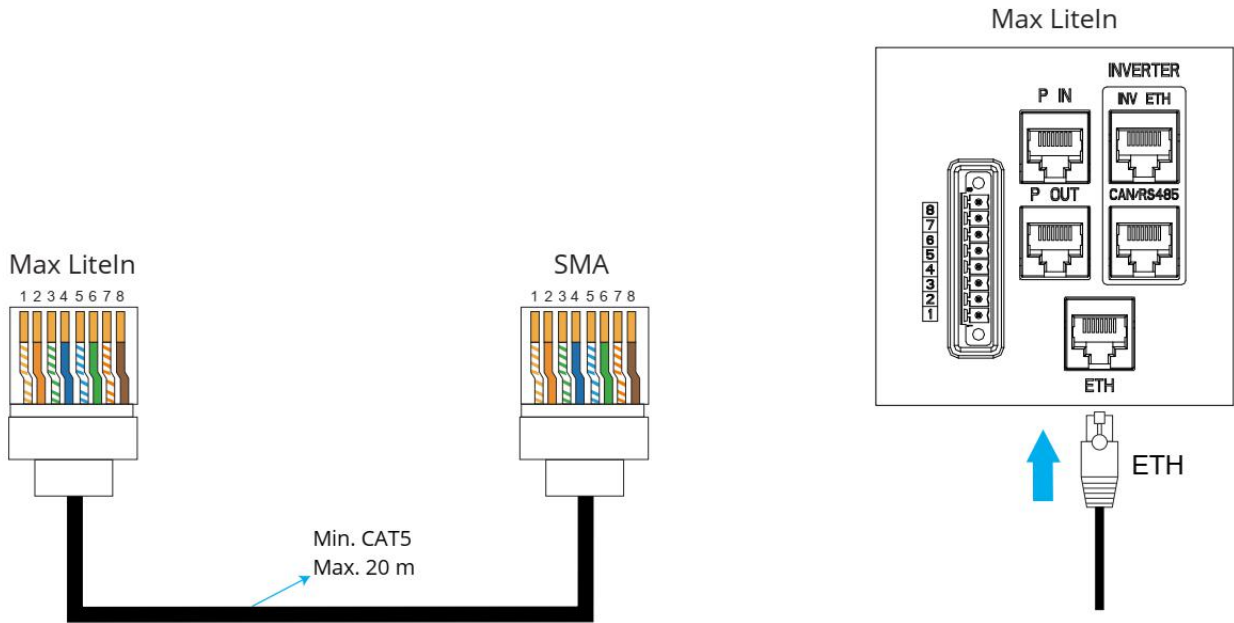 Max LiteIn
1 2 3 4 5 6 7 8
SMA
1 2 3 4 5 6 7 8
Min. CAT5
Max. 20 m
Max LiteIn
INVERTER
P IN
INV ETH
P OUT
CAN/RS485
8
7
6
5
4
3
2
1
ETH
ETH